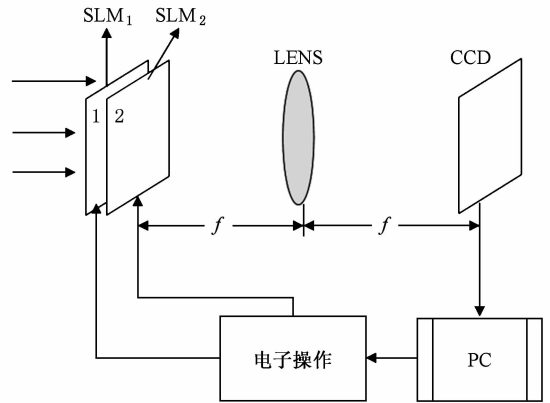 SLM₁ SLM₂
LENS CCD
1 2
f f
电子操作 PC